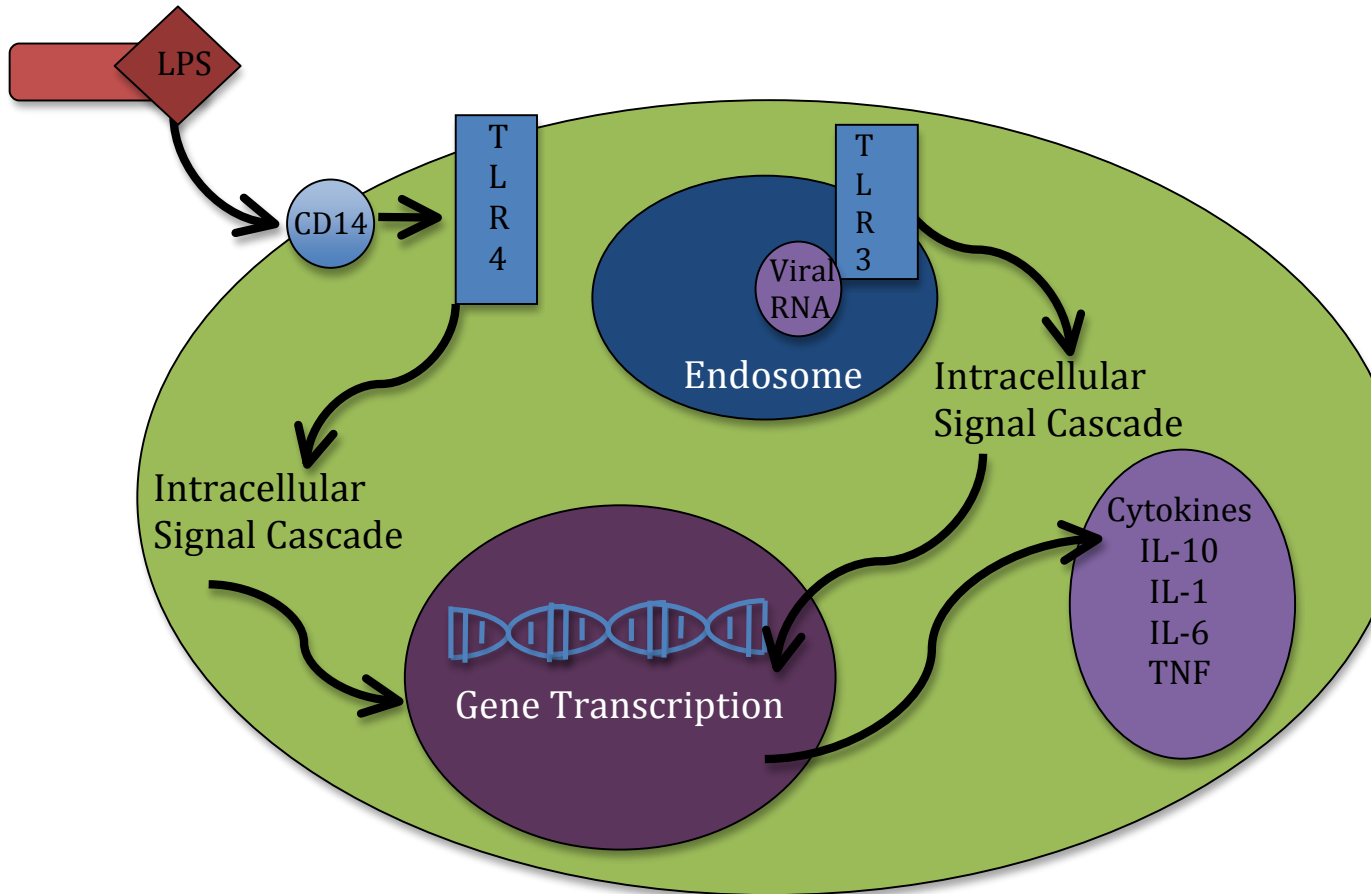 LPS
CD14
T
L
R
4
T
L
R
3
Viral
RNA
Endosome
Intracellular
Signal Cascade
Intracellular
Signal Cascade
Gene Transcription
Cytokines
IL-10
IL-1
IL-6
TNF